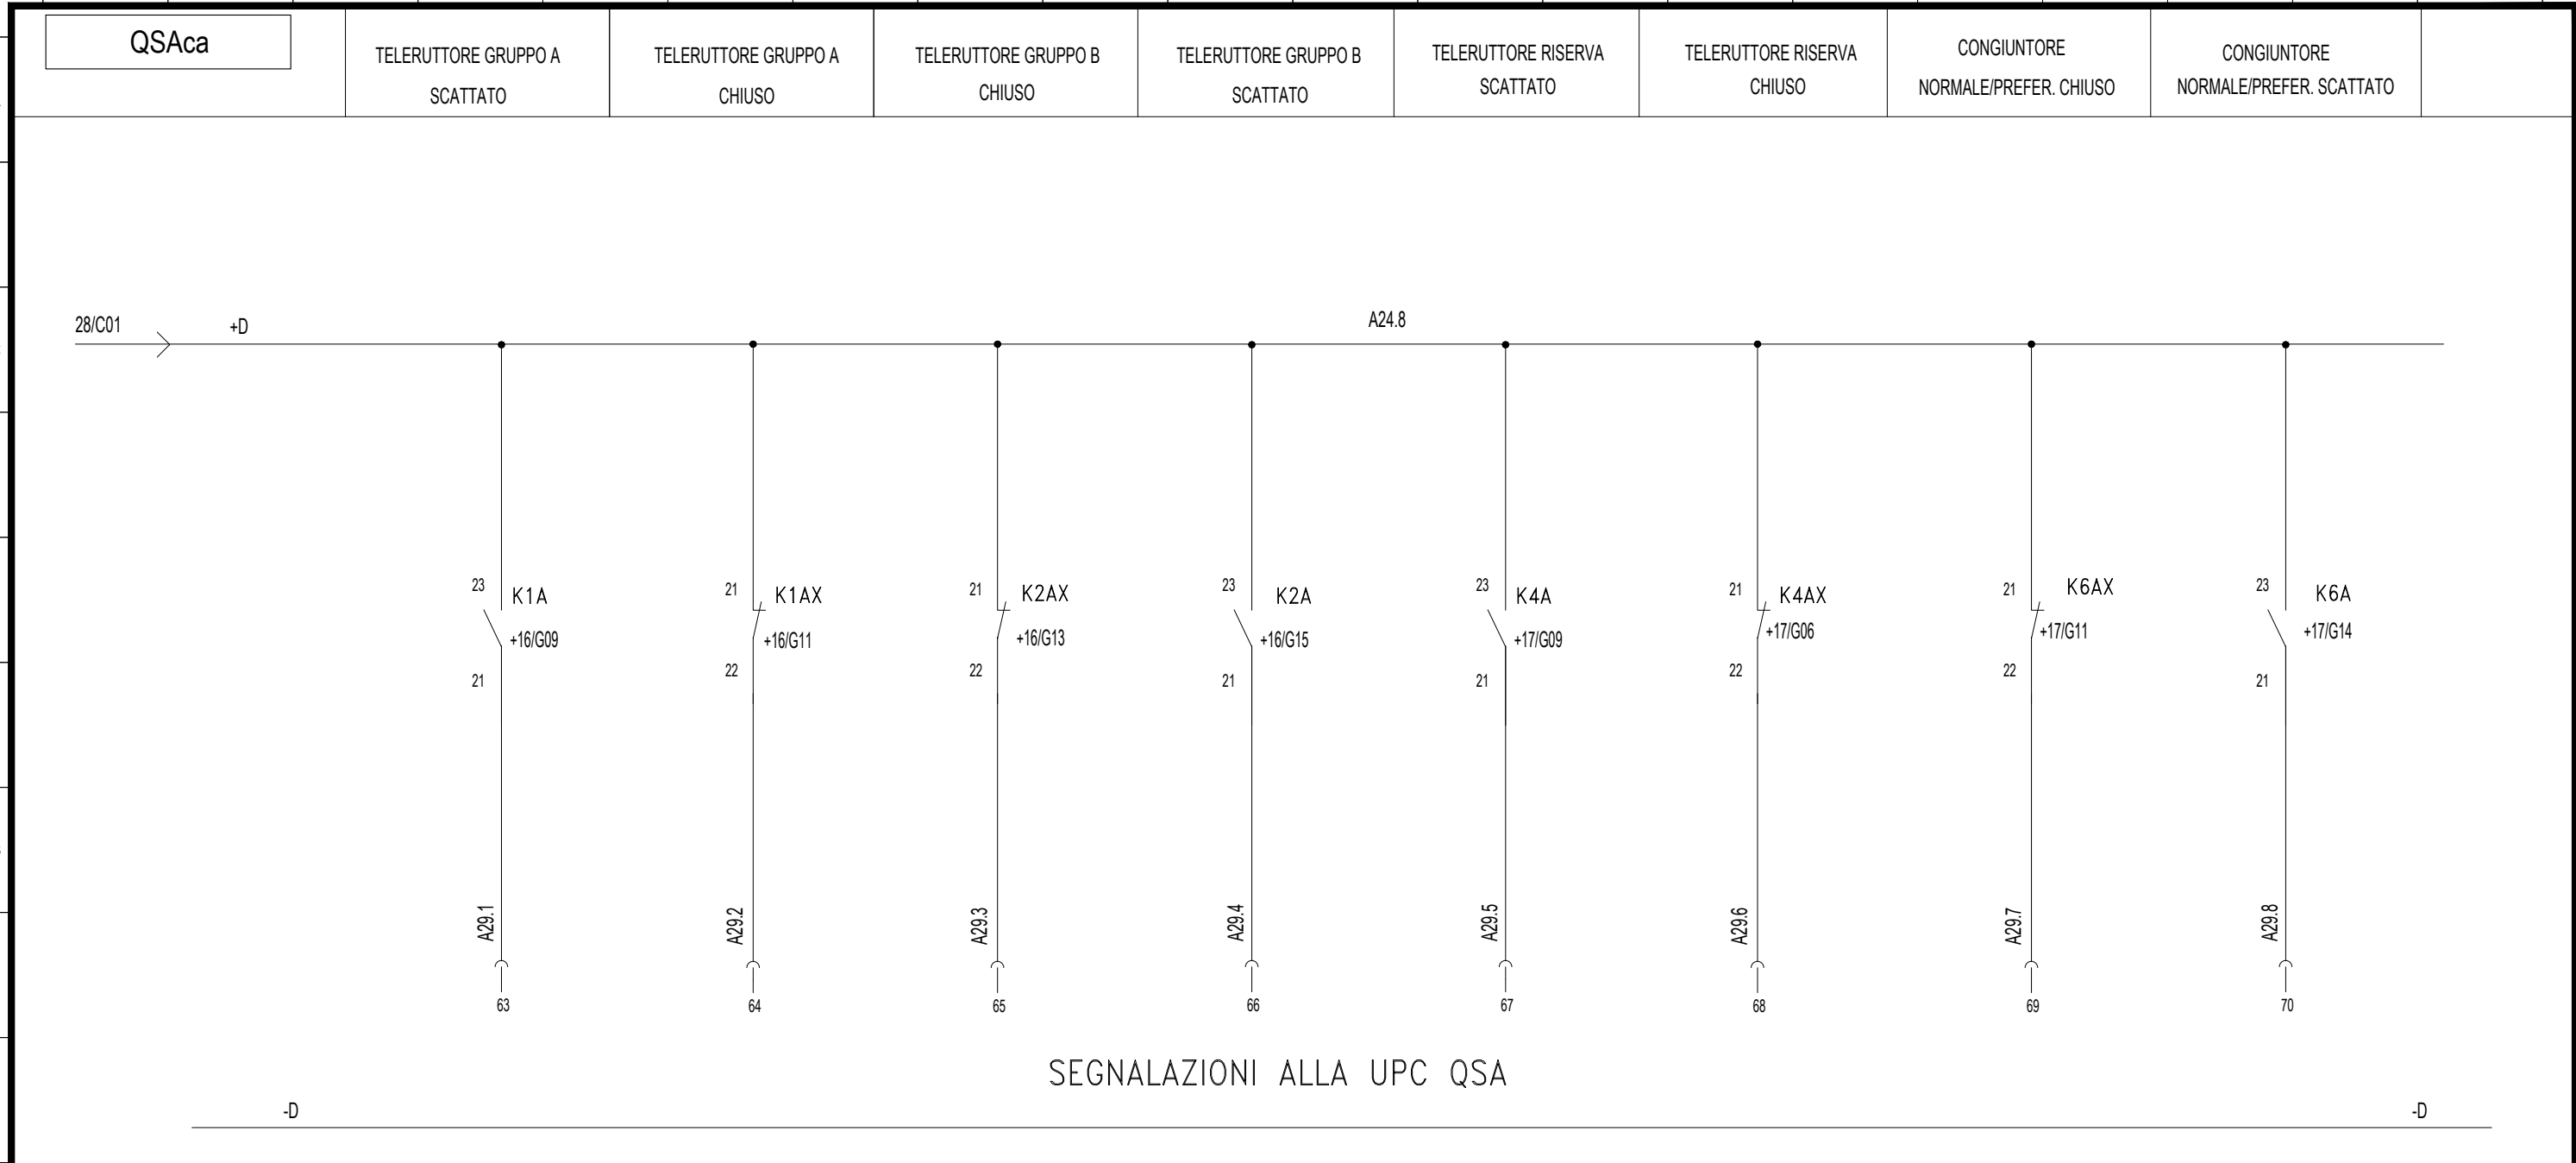 QSAca
TELERUTTORE GRUPPO A
SCATTATO
TELERUTTORE GRUPPO A
CHIUSO
TELERUTTORE GRUPPO B
CHIUSO
TELERUTTORE GRUPPO B
SCATTATO
TELERUTTORE RISERVA
SCATTATO
TELERUTTORE RISERVA
CHIUSO
CONGIUNTORE
NORMALE/PREFER. CHIUSO
CONGIUNTORE
NORMALE/PREFER. SCATTATO
28/C01
+D
A24.8
23
K1A
+16/G09
21
21
K1AX
+16/G11
22
21
K2AX
+16/G13
22
23
K2A
+16/G15
21
23
K4A
+17/G09
21
21
K4AX
+17/G06
22
21
K6AX
+17/G11
22
23
K6A
+17/G14
21
A29.1
A29.2
A29.3
A29.4
A29.5
A29.6
A29.7
A29.8
63
64
65
66
67
68
69
70
SEGNALAZIONI ALLA UPC QSA
-D
-D